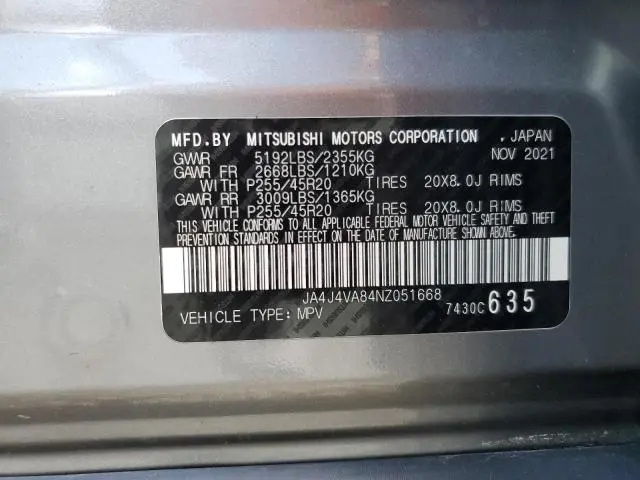 MFD.BY MITSUBISHI MOTORS CORPORATION .JAPAN
GVWR 5192LBS/2355KG NOV 2021
GAWR FR 2668LBS/1210KG
WITH P255/45R20 TIRES 20X8.0J RIMS
GAWR RR 3009LBS/1365KG
WITH P255/45R20 TIRES 20X8.0J RIMS
THIS VEHICLE CONFORMS TO ALL APPLICABLE FEDERAL MOTOR VEHICLE SAFETY AND THEFT
PREVENTION STANDARDS IN EFFECT ON THE DATE OF MANUFACTURE SHOWN ABOVE.
JA4J4VA84NZ051668
VEHICLE TYPE: MPV 7430C635